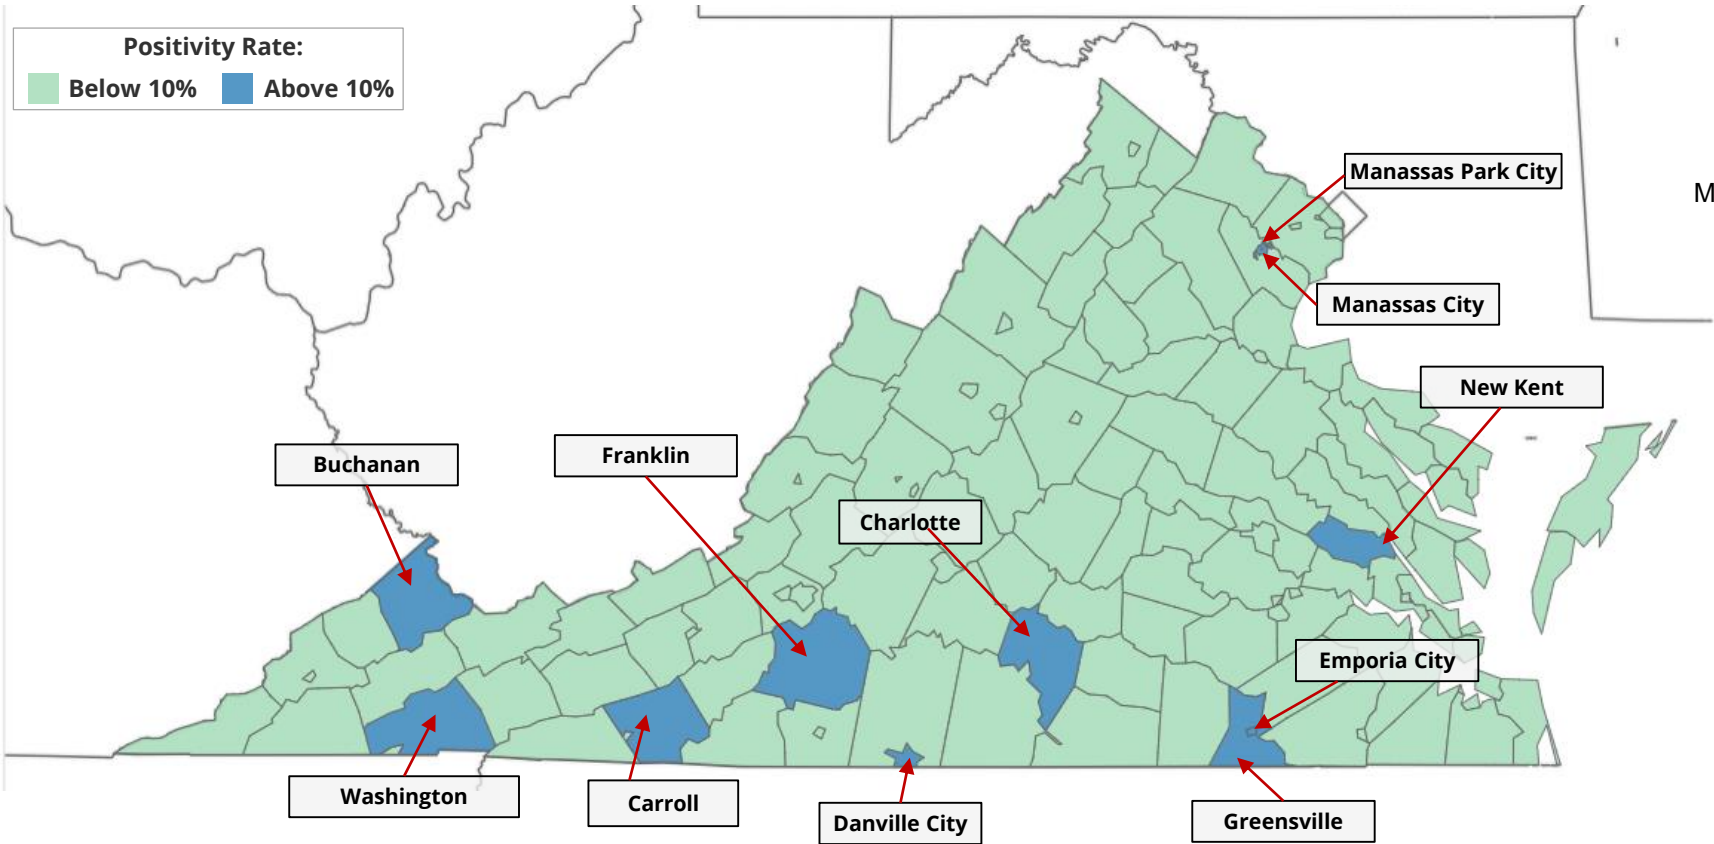 Positivity Rate:
Below 10% Above 10%
Manassas Park City
M
Manassas City
New Kent
Buchanan
Franklin
Charlotte
Emporia City
Washington
Carroll
Danville City
Greensville